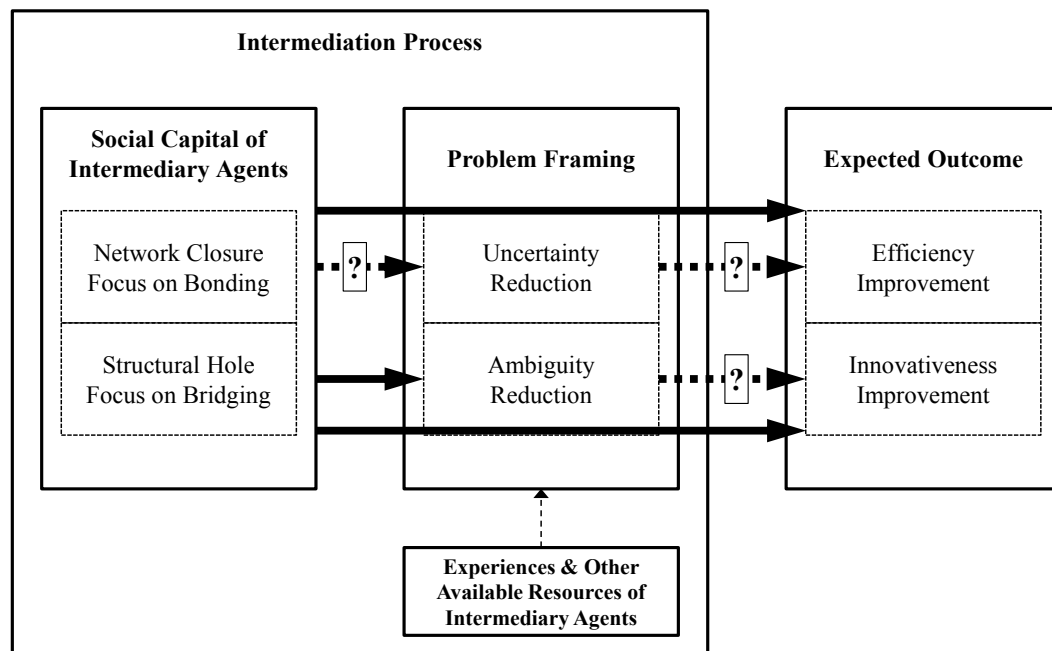 Intermediation Process
Social Capital of
Intermediary Agents
Problem Framing
Expected Outcome
Network Closure
Focus on Bonding
?
Uncertainty
Reduction
?
Efficiency
Improvement
Structural Hole
Focus on Bridging
Ambiguity
Reduction
?
Innovativeness
Improvement
Experiences & Other
Available Resources of
Intermediary Agents